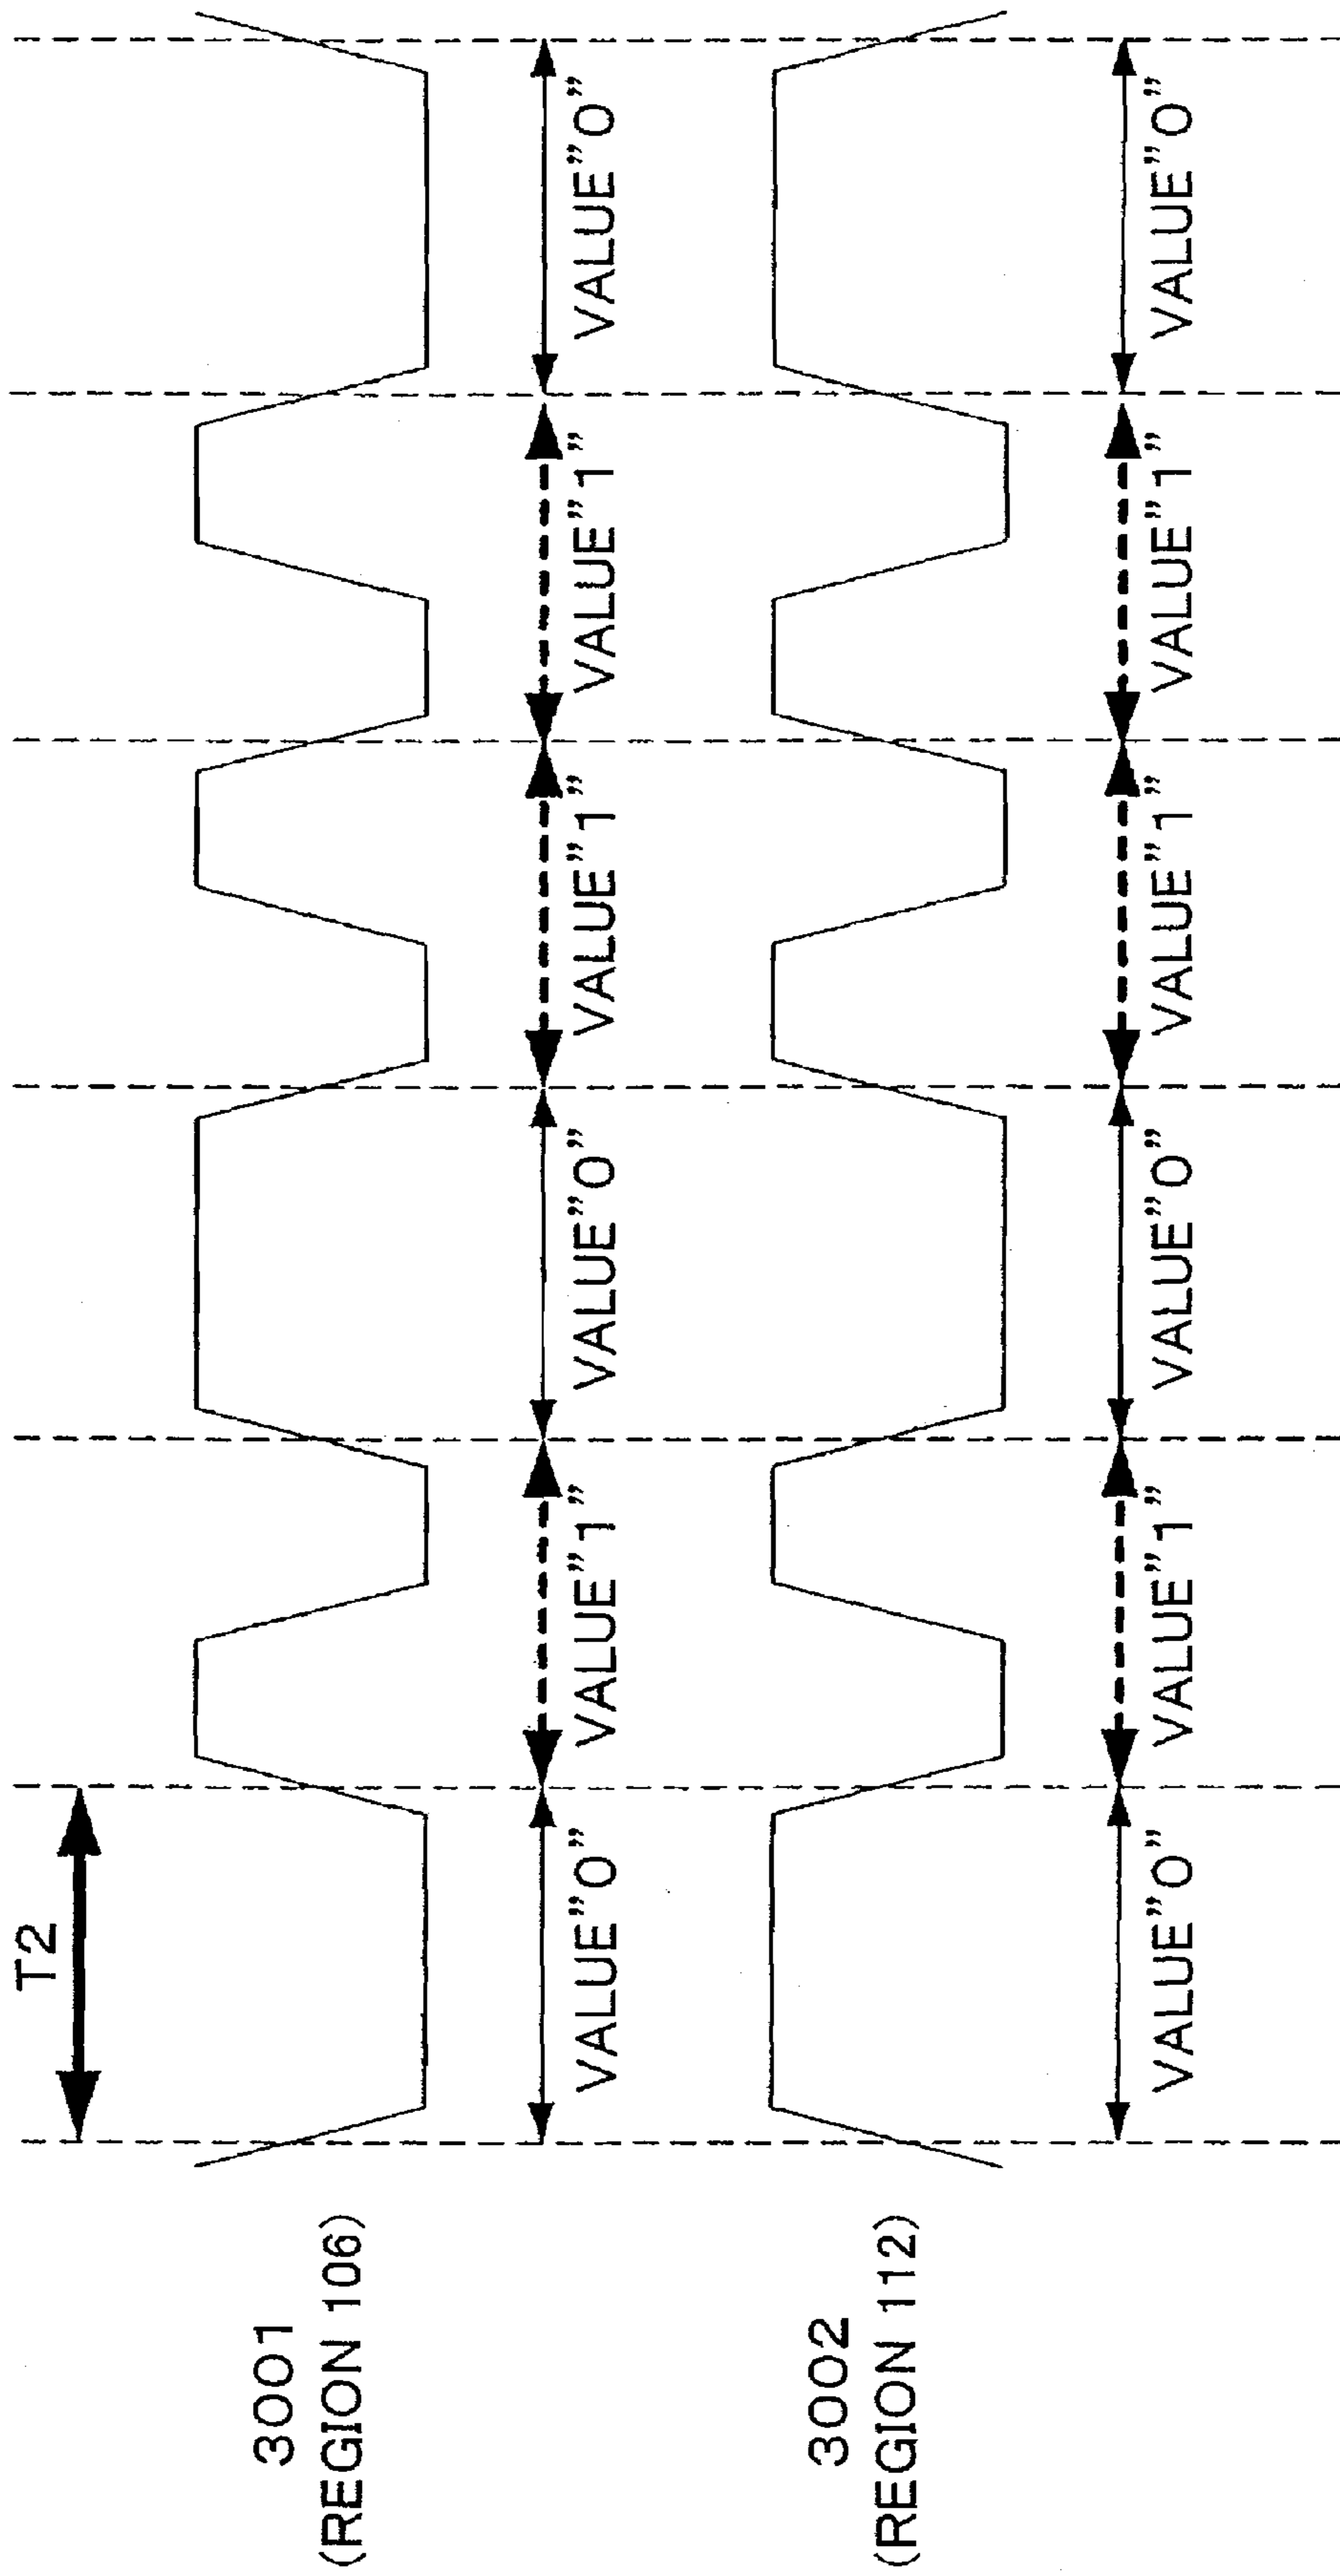 T2
3001
(REGION 106)
VALUE"0" VALUE"1" VALUE"0" VALUE"1" VALUE"1" VALUE"0"
3002
(REGION 112)
VALUE"0" VALUE"1" VALUE"0" VALUE"1" VALUE"1" VALUE"0"